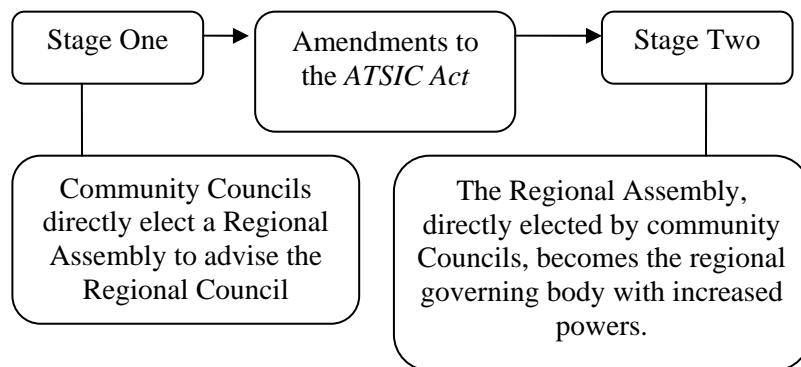 Stage One
Amendments to
the ATSIC Act
Stage Two
Community Councils
directly elect a Regional
Assembly to advise the
Regional Council
The Regional Assembly,
directly elected by community
Councils, becomes the regional
governing body with increased
powers.